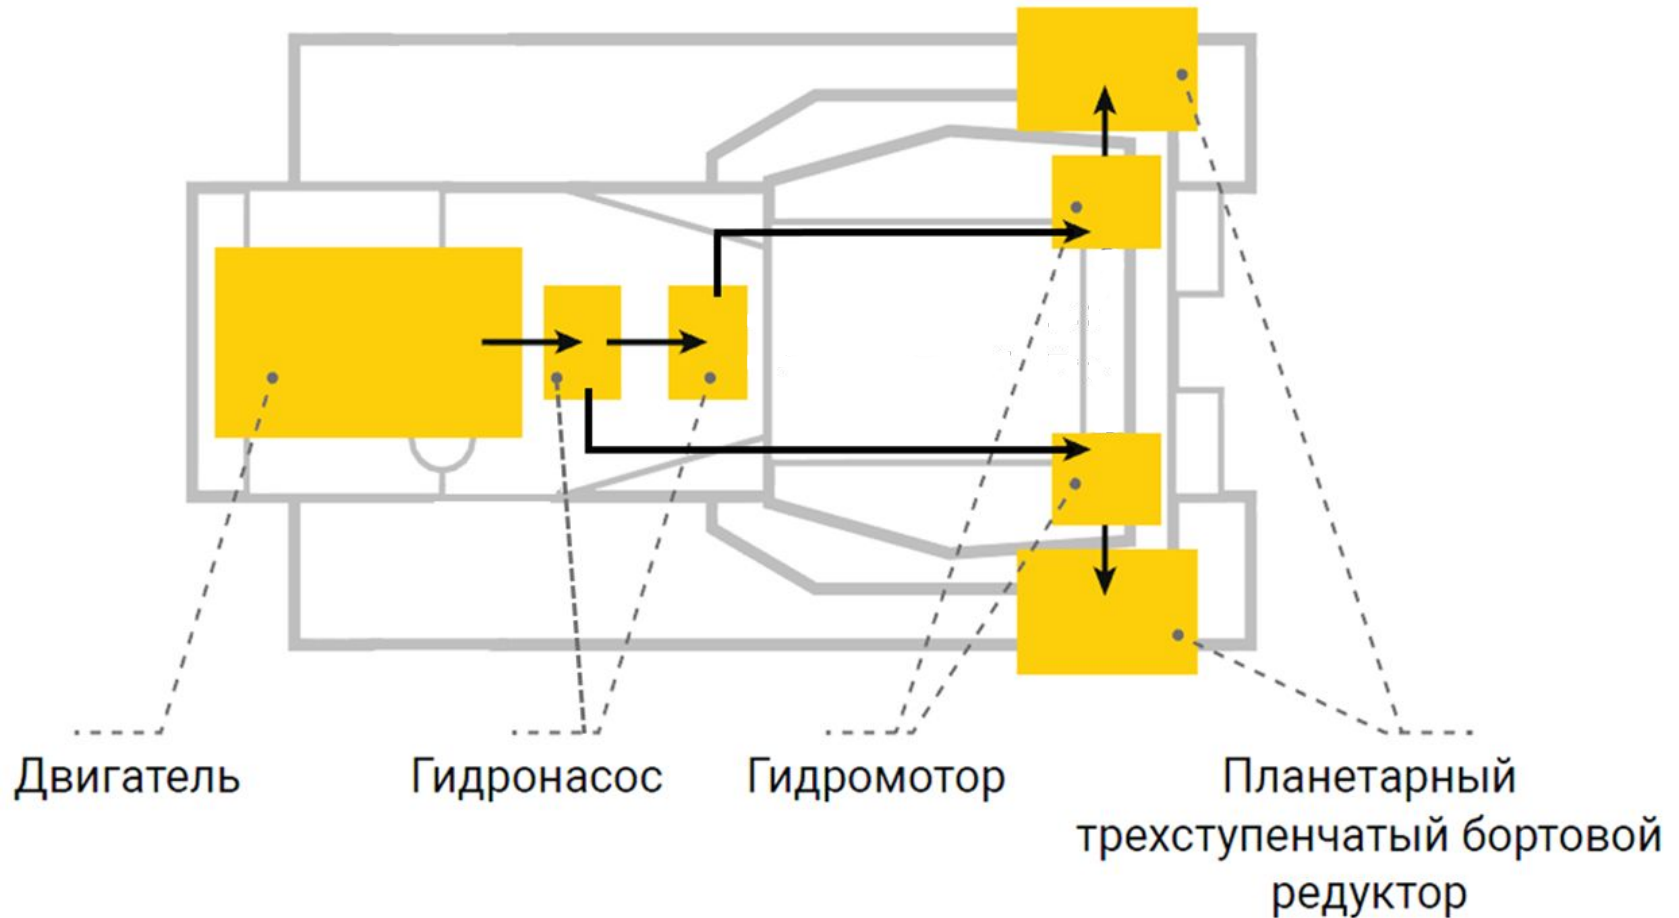 Двигатель
Гидронасос
Гидромотор
Планетарный
трехступенчатый бортовой
редуктор